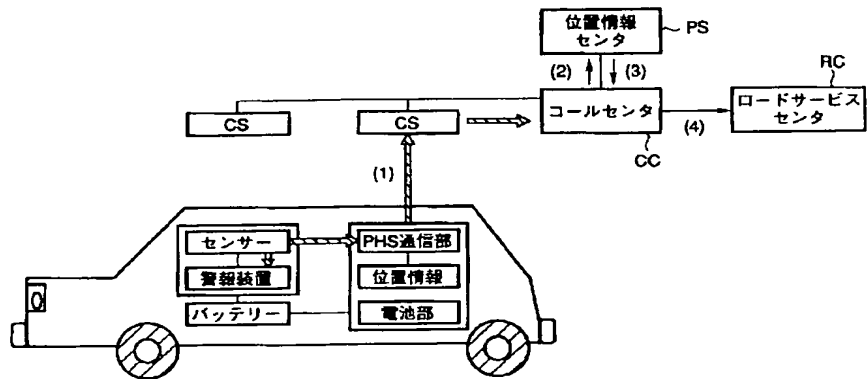 位置情報
センタ
PS
(2)
(3)
RC
CS
CS
コールセンタ
(4)
ロードサービス
センタ
CC
(1)
センサー
PHS通信部
警報装置
位置情報
バッテリー
電池部